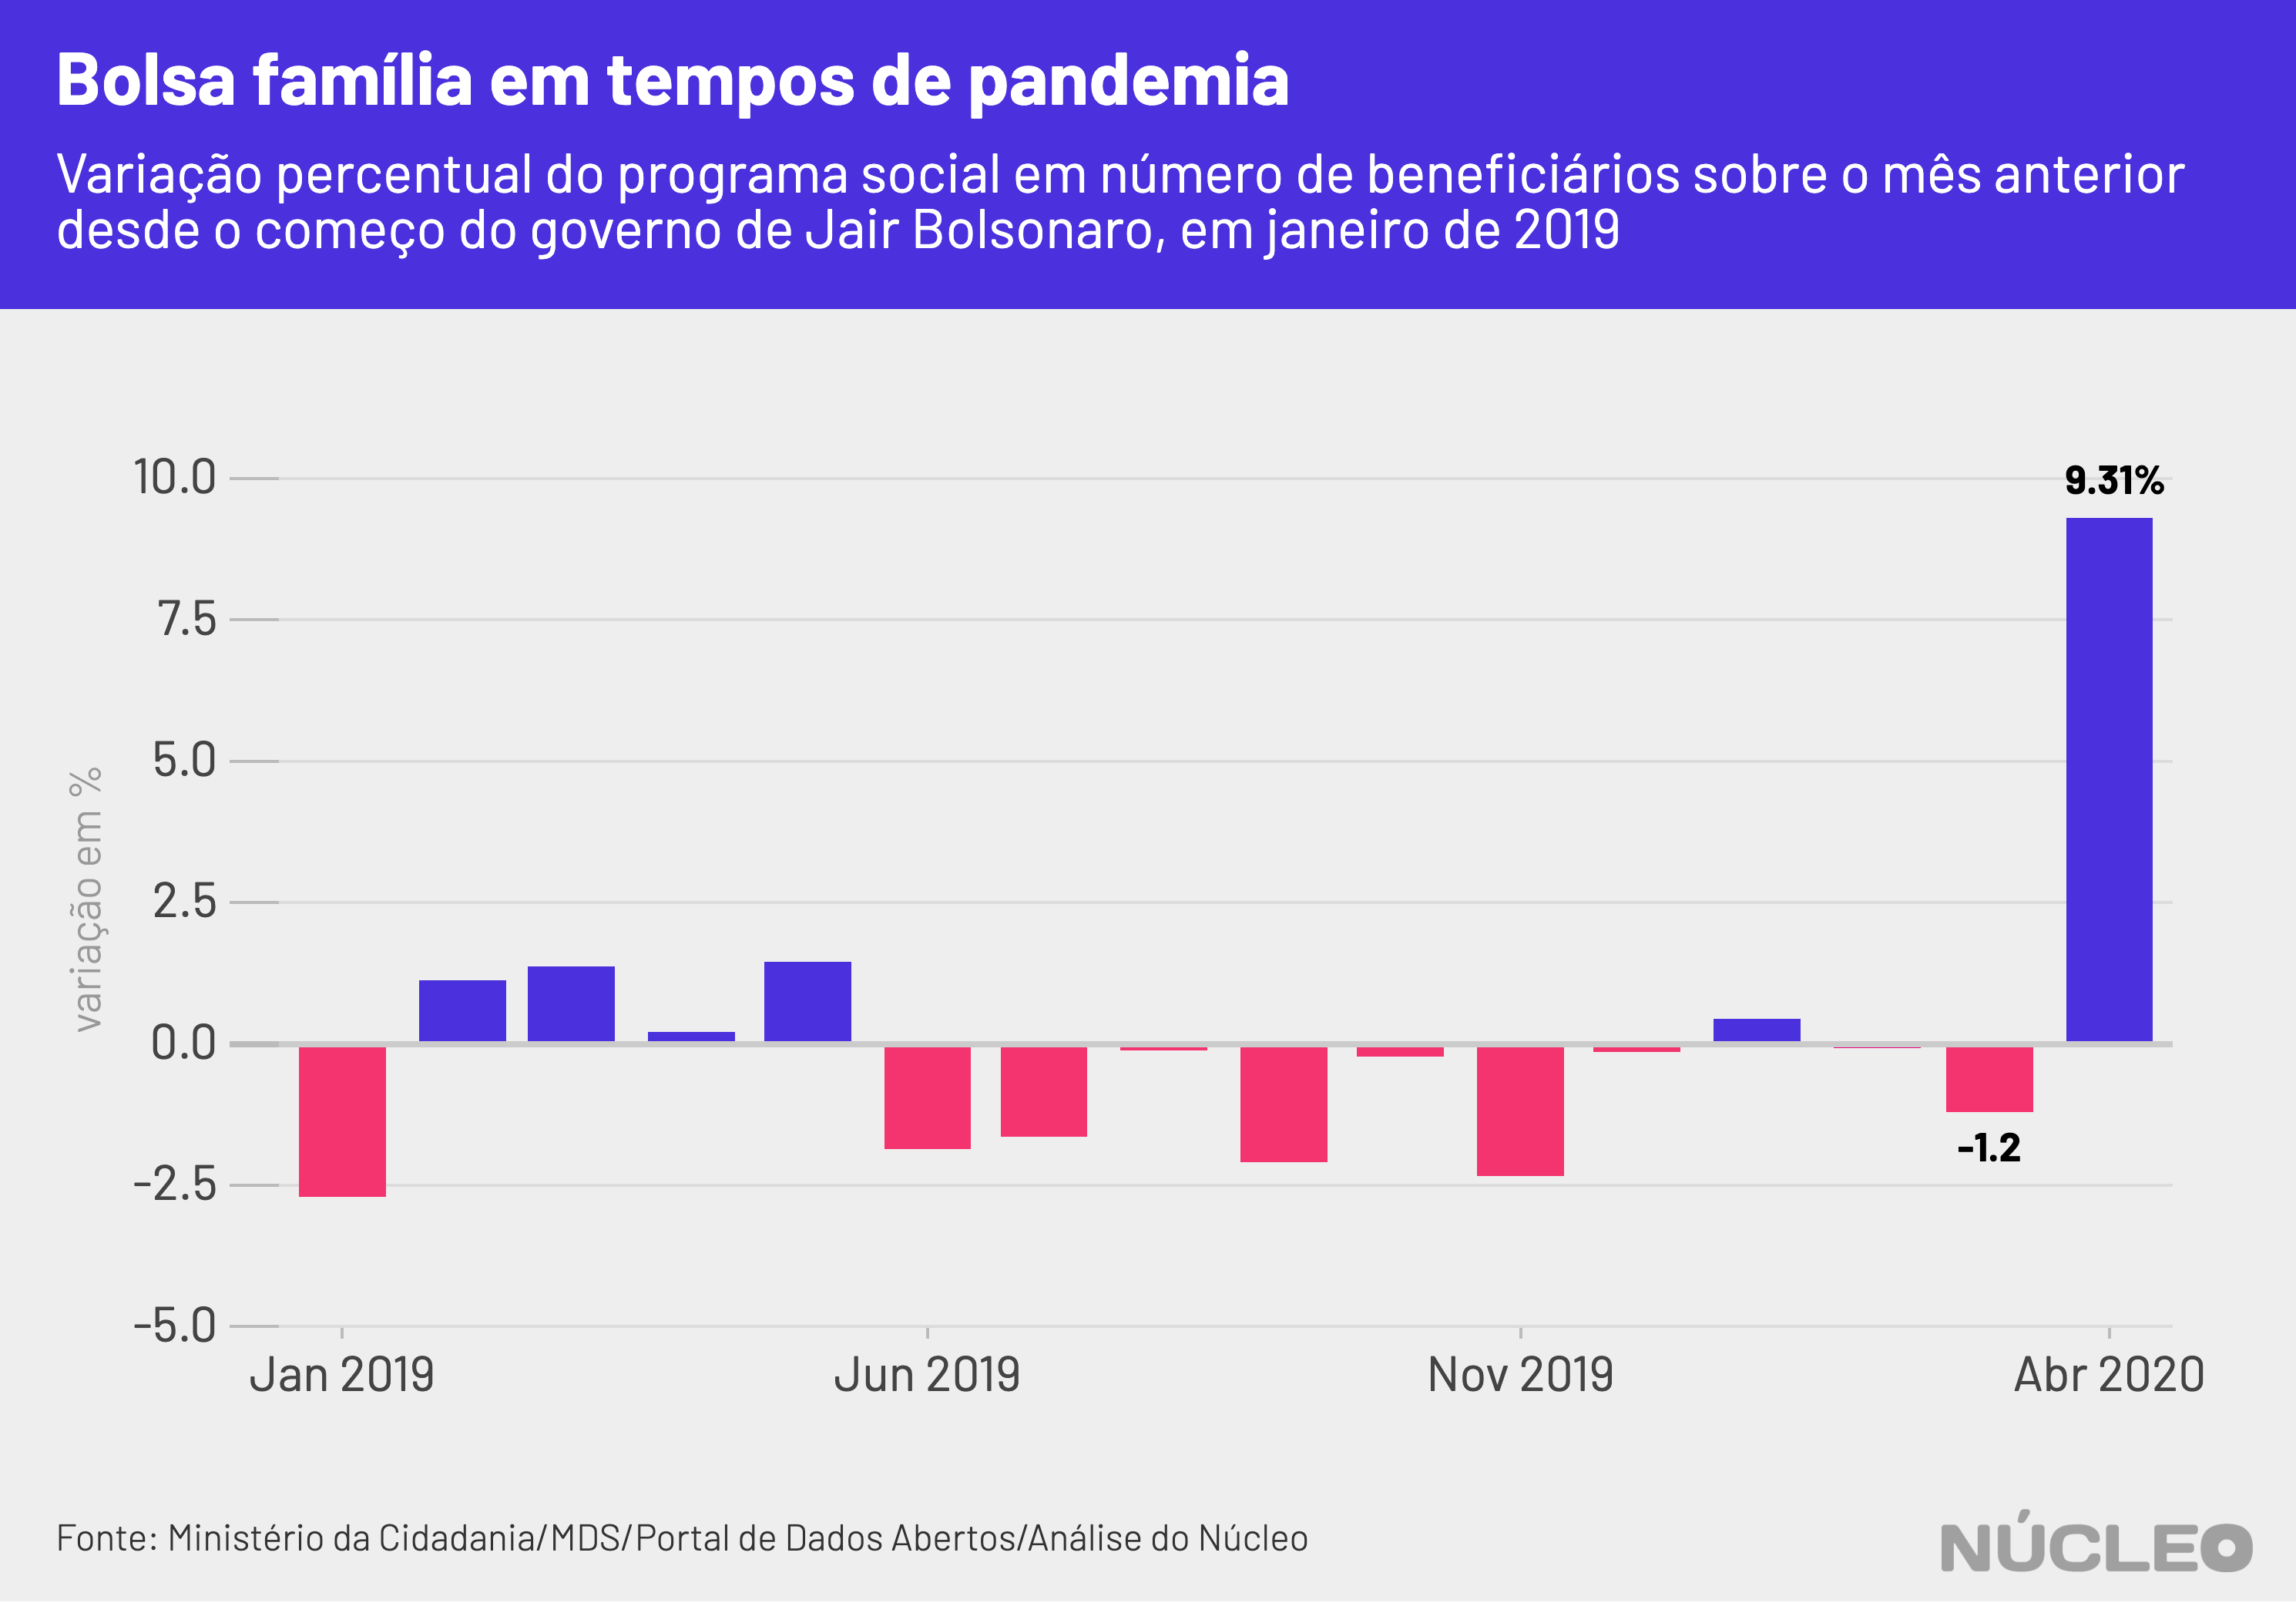 Bolsa família em tempos de pandemia
Variação percentual do programa social em número de beneficiários sobre o mês anterior
desde o começo do governo de Jair Bolsonaro, em janeiro de 2019
variação em %
10.0
7.5
5.0
2.5
0.0
-2.5
-5.0
9.31%
-1.2
Jan 2019
Jun 2019
Nov 2019
Abr 2020
Fonte: Ministério da Cidadania/MDS/Portal de Dados Abertos/Análise do Núcleo
NÚCLEO